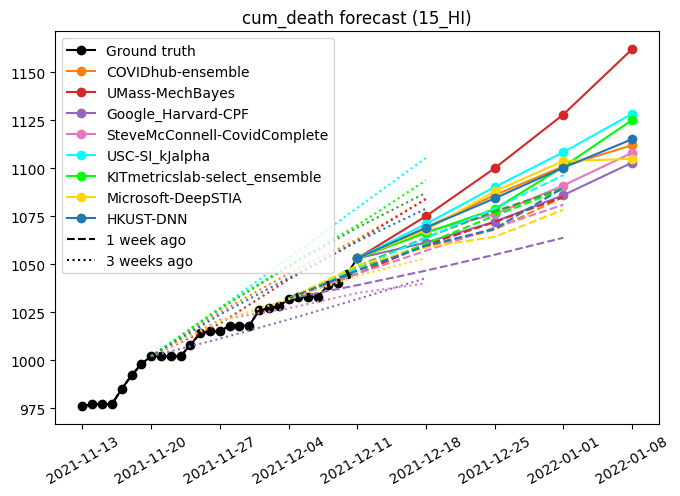 cum_death forecast (15_HI)
Ground truth
COVIDhub-ensemble
UMass-MechBayes
Google_Harvard-CPF
SteveMcConnell-CovidComplete
USC-SI_kJalpha
KITmetricslab-select_ensemble
Microsoft-DeepSTIA
HKUST-DNN
1 week ago
3 weeks ago
1150
1125
1100
1075
1050
1025
1000
975
2021-11-13
2021-11-20
2021-11-27
2021-12-04
2021-12-11
2021-12-18
2021-12-25
2022-01-01
2022-01-08